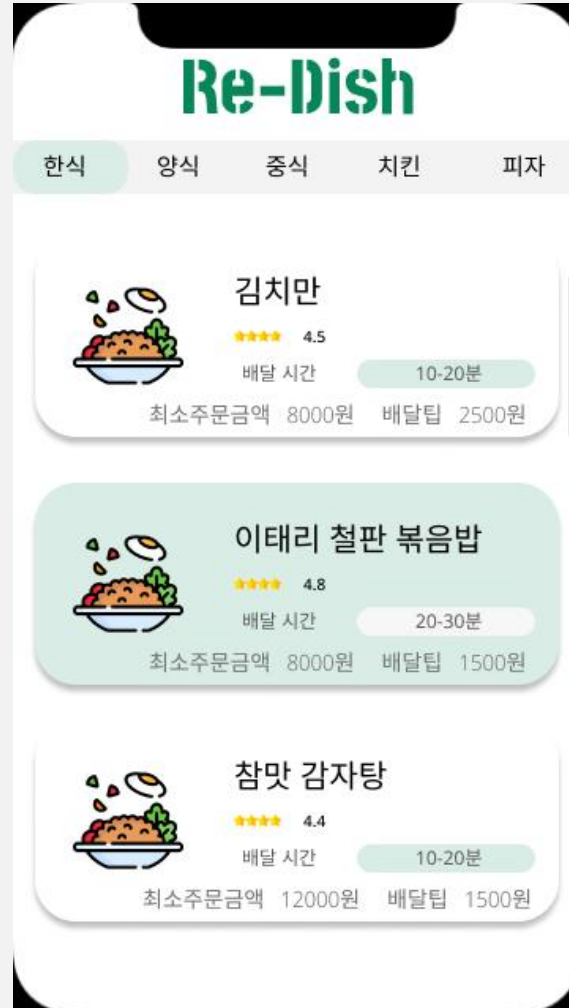 Re-Dish
한식 양식 중식 치킨 피자
김치만
4.5
배달 시간 10-20분
최소주문금액 8000원 배달팁 2500원
이태리 철판 볶음밥
4.8
배달 시간 20-30분
최소주문금액 8000원 배달팁 1500원
참맛 감자탕
4.4
배달 시간 10-20분
최소주문금액 12000원 배달팁 1500원